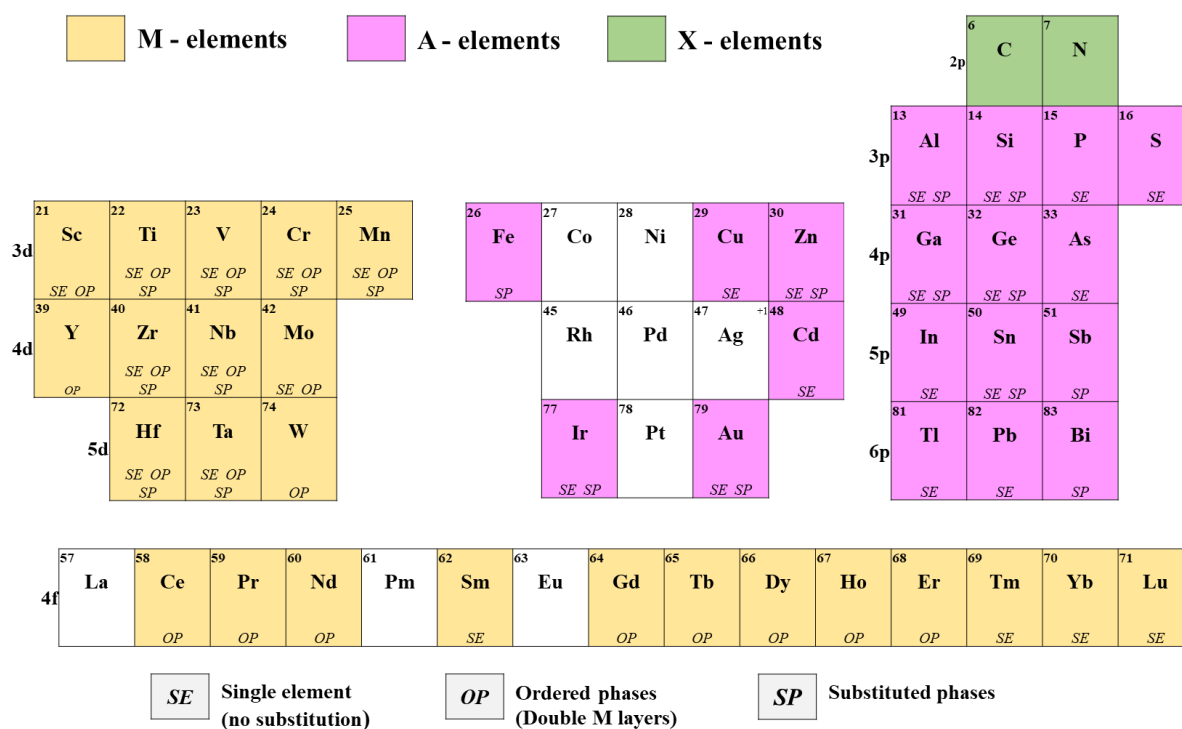 M - elements
A - elements
X - elements
6 7
2p C N
13 14 15 16
3p Al Si P S
SE SP SE SP SE SE
21 22 23 24 25
3d Sc Ti V Cr Mn
SE OP SE OP SE OP SE OP
SE OP SP SP SP SP
26 27 28 29 30
Fe Co Ni Cu Zn
SP SE SE SP
31 32 33
4p Ga Ge As
SE SP SE SP SE
39 40 41 42
4d Y Zr Nb Mo
SE OP SE OP
OP SP SP SE OP
45 46 47 +1 48
Rh Pd Ag Cd
SE
49 50 51
5p In Sn Sb
SE SE SP SP
72 73 74
5d Hf Ta W
SE OP SE OP
SP SP OP
77 78 79
Ir Pt Au
SE SP SE SP
81 82 83
6p Tl Pb Bi
SE SE SP
57 58 59 60 61 62 63 64 65 66 67 68 69 70 71
4f La Ce Pr Nd Pm Sm Eu Gd Tb Dy Ho Er Tm Yb Lu
OP OP OP SE OP OP OP OP OP SE SE SE
SE Single element
(no substitution)
OP Ordered phases
(Double M layers)
SP Substituted phases